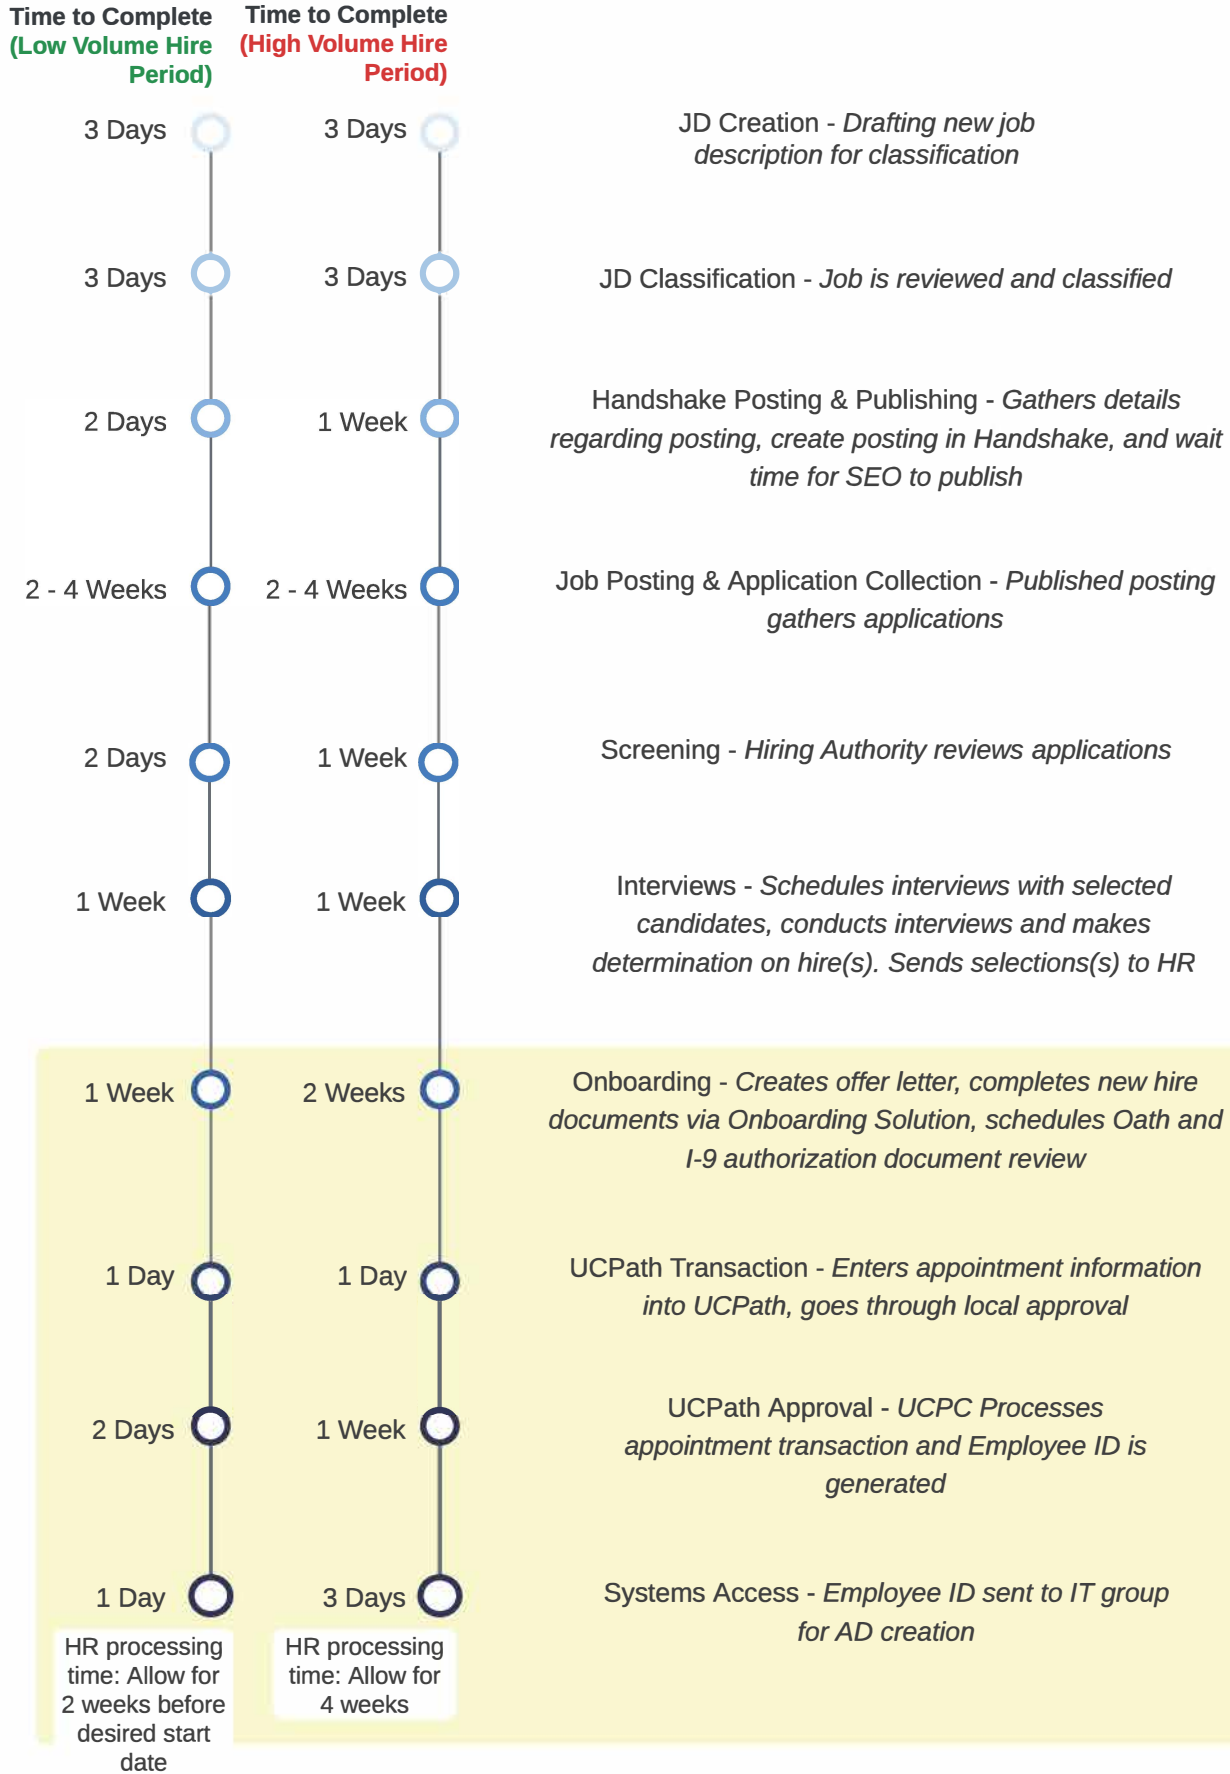 Time to Complete
(Low Volume Hire
Period)
Time to Complete
(High Volume Hire
Period)
3 Days
3 Days
JD Creation - Drafting new job
description for classification
3 Days
3 Days
JD Classification - Job is reviewed and classified
2 Days
1 Week
Handshake Posting & Publishing - Gathers details
regarding posting, create posting in Handshake, and wait
time for SEO to publish
2 - 4 Weeks
2 - 4 Weeks
Job Posting & Application Collection - Published posting
gathers applications
2 Days
1 Week
Screening - Hiring Authority reviews applications
1 Week
1 Week
Interviews - Schedules interviews with selected
candidates, conducts interviews and makes
determination on hire(s). Sends selections(s) to HR
1 Week
2 Weeks
Onboarding - Creates offer letter, completes new hire
documents via Onboarding Solution, schedules Oath and
I-9 authorization document review
1 Day
1 Day
UCPath Transaction - Enters appointment information
into UCPath, goes through local approval
2 Days
1 Week
UCPath Approval - UCPC Processes
appointment transaction and Employee ID is
generated
1 Day
3 Days
Systems Access - Employee ID sent to IT group
for AD creation
HR processing
time: Allow for
2 weeks before
desired start
date
HR processing
time: Allow for
4 weeks